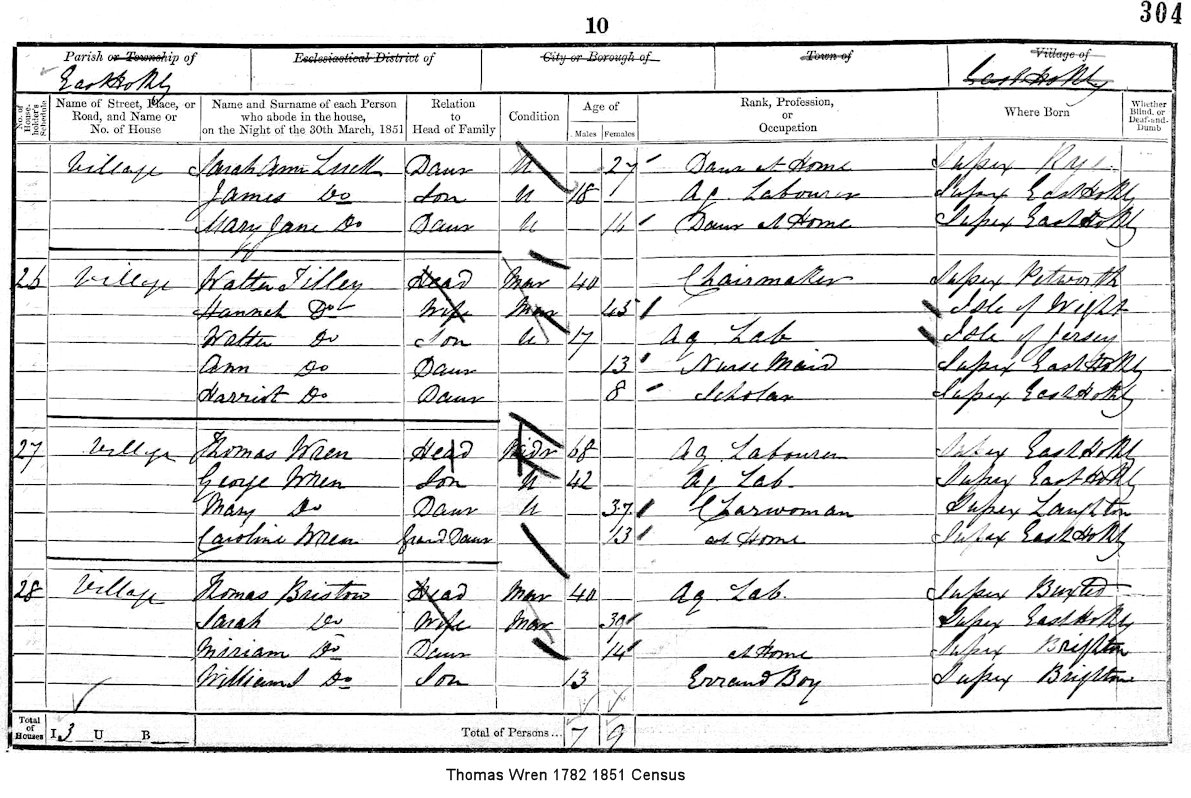 304
10
Parish or Township of Ecclesiastical District of City or Borough of Town of Village of
East Hothly East Hothly
No. of House-holder's Schedule Name of Street, Place, or Road, and Name or No. of House Name and Surname of each Person who abode in the house, on the Night of the 30th March, 1851 Relation to Head of Family Condition Age of Males Females Rank, Profession, or Occupation Where Born Whether Blind, or Deaf-and-Dumb
Village Sarah Ann Luck Daur U 27 Daur at Home Sussex Rye
James Do Son U 18 Ag. Labourer Sussex East Hothly
Mary Jane Do Daur U 16 Daur at Home Sussex East Hothly
26 Village Walter Tilley Head Mar 40 Chairmaker Sussex Petworth
Hannah Do Wife Mar 45 Isle of Wight
Walter Do Son U 17 Ag. Lab Isle of Jersey
Ann Do Daur 13 Nurse Maid Sussex East Hothly
Harriot Do Daur 8 Scholar Sussex East Hothly
27 Village Thomas Wren Head Widr 68 Ag Labourer Sussex East Hothly
George Wren Son U 42 Ag Lab. Sussex East Hothly
Mary Do Daur U 37 Charwoman Sussex Laughton
Caroline Wren Grand Daur 13 at Home Sussex East Hothly
28 Village Thomas Bristow Head Mar 40 Ag Lab. Sussex Buxted
Sarah Do Wife Mar 39 Sussex East Hothly
Miriam Do Daur 14 at Home Sussex Brighton
William Do Son 13 Errand Boy Sussex Brighton
Total of Houses I 3 U B Total of Persons... 7 9
Thomas Wren 1782 1851 Census